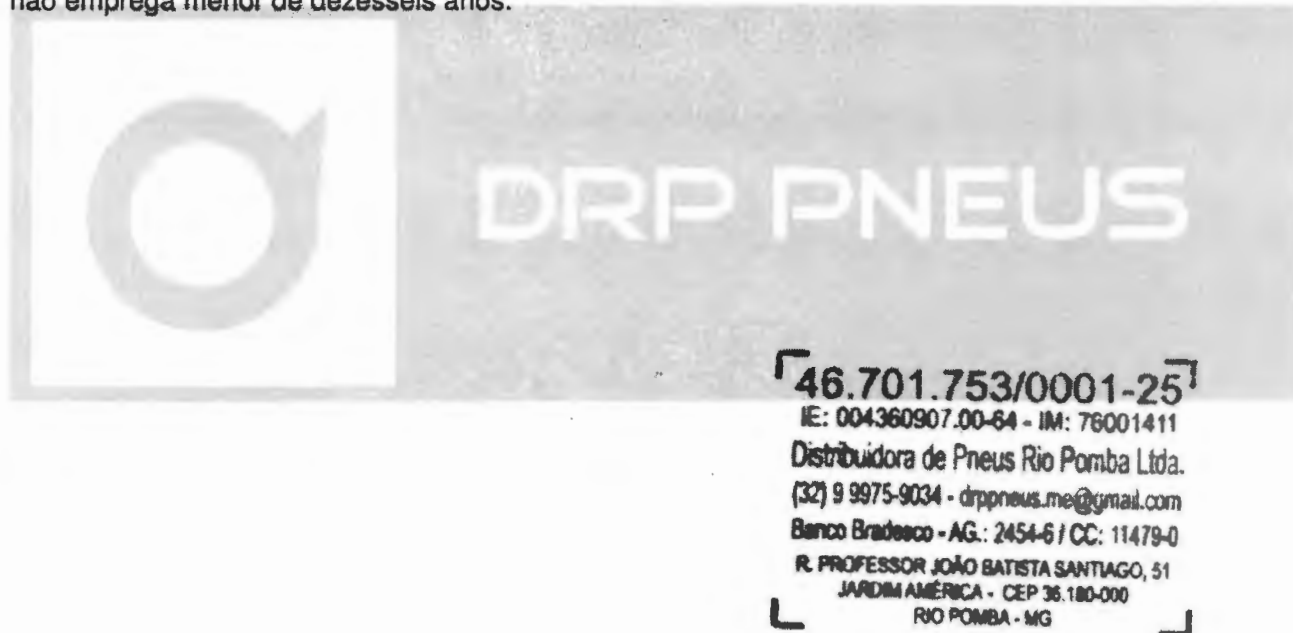 não emprega menor de dezesseis anos.
DRP PNEUS
46.701.753/0001-25
IE: 004360907.00-64 - IM: 76001411
Distribuidora de Pneus Rio Pomba Ltda.
(32) 9 9975-9034 - drppneus.me@gmail.com
Banco Bradesco - AG.: 2454-6 / CC: 11479-0
R. PROFESSOR JOÃO BATISTA SANTIAGO, 51
JARDIM AMÉRICA - CEP 36.180-000
RIO POMBA - MG